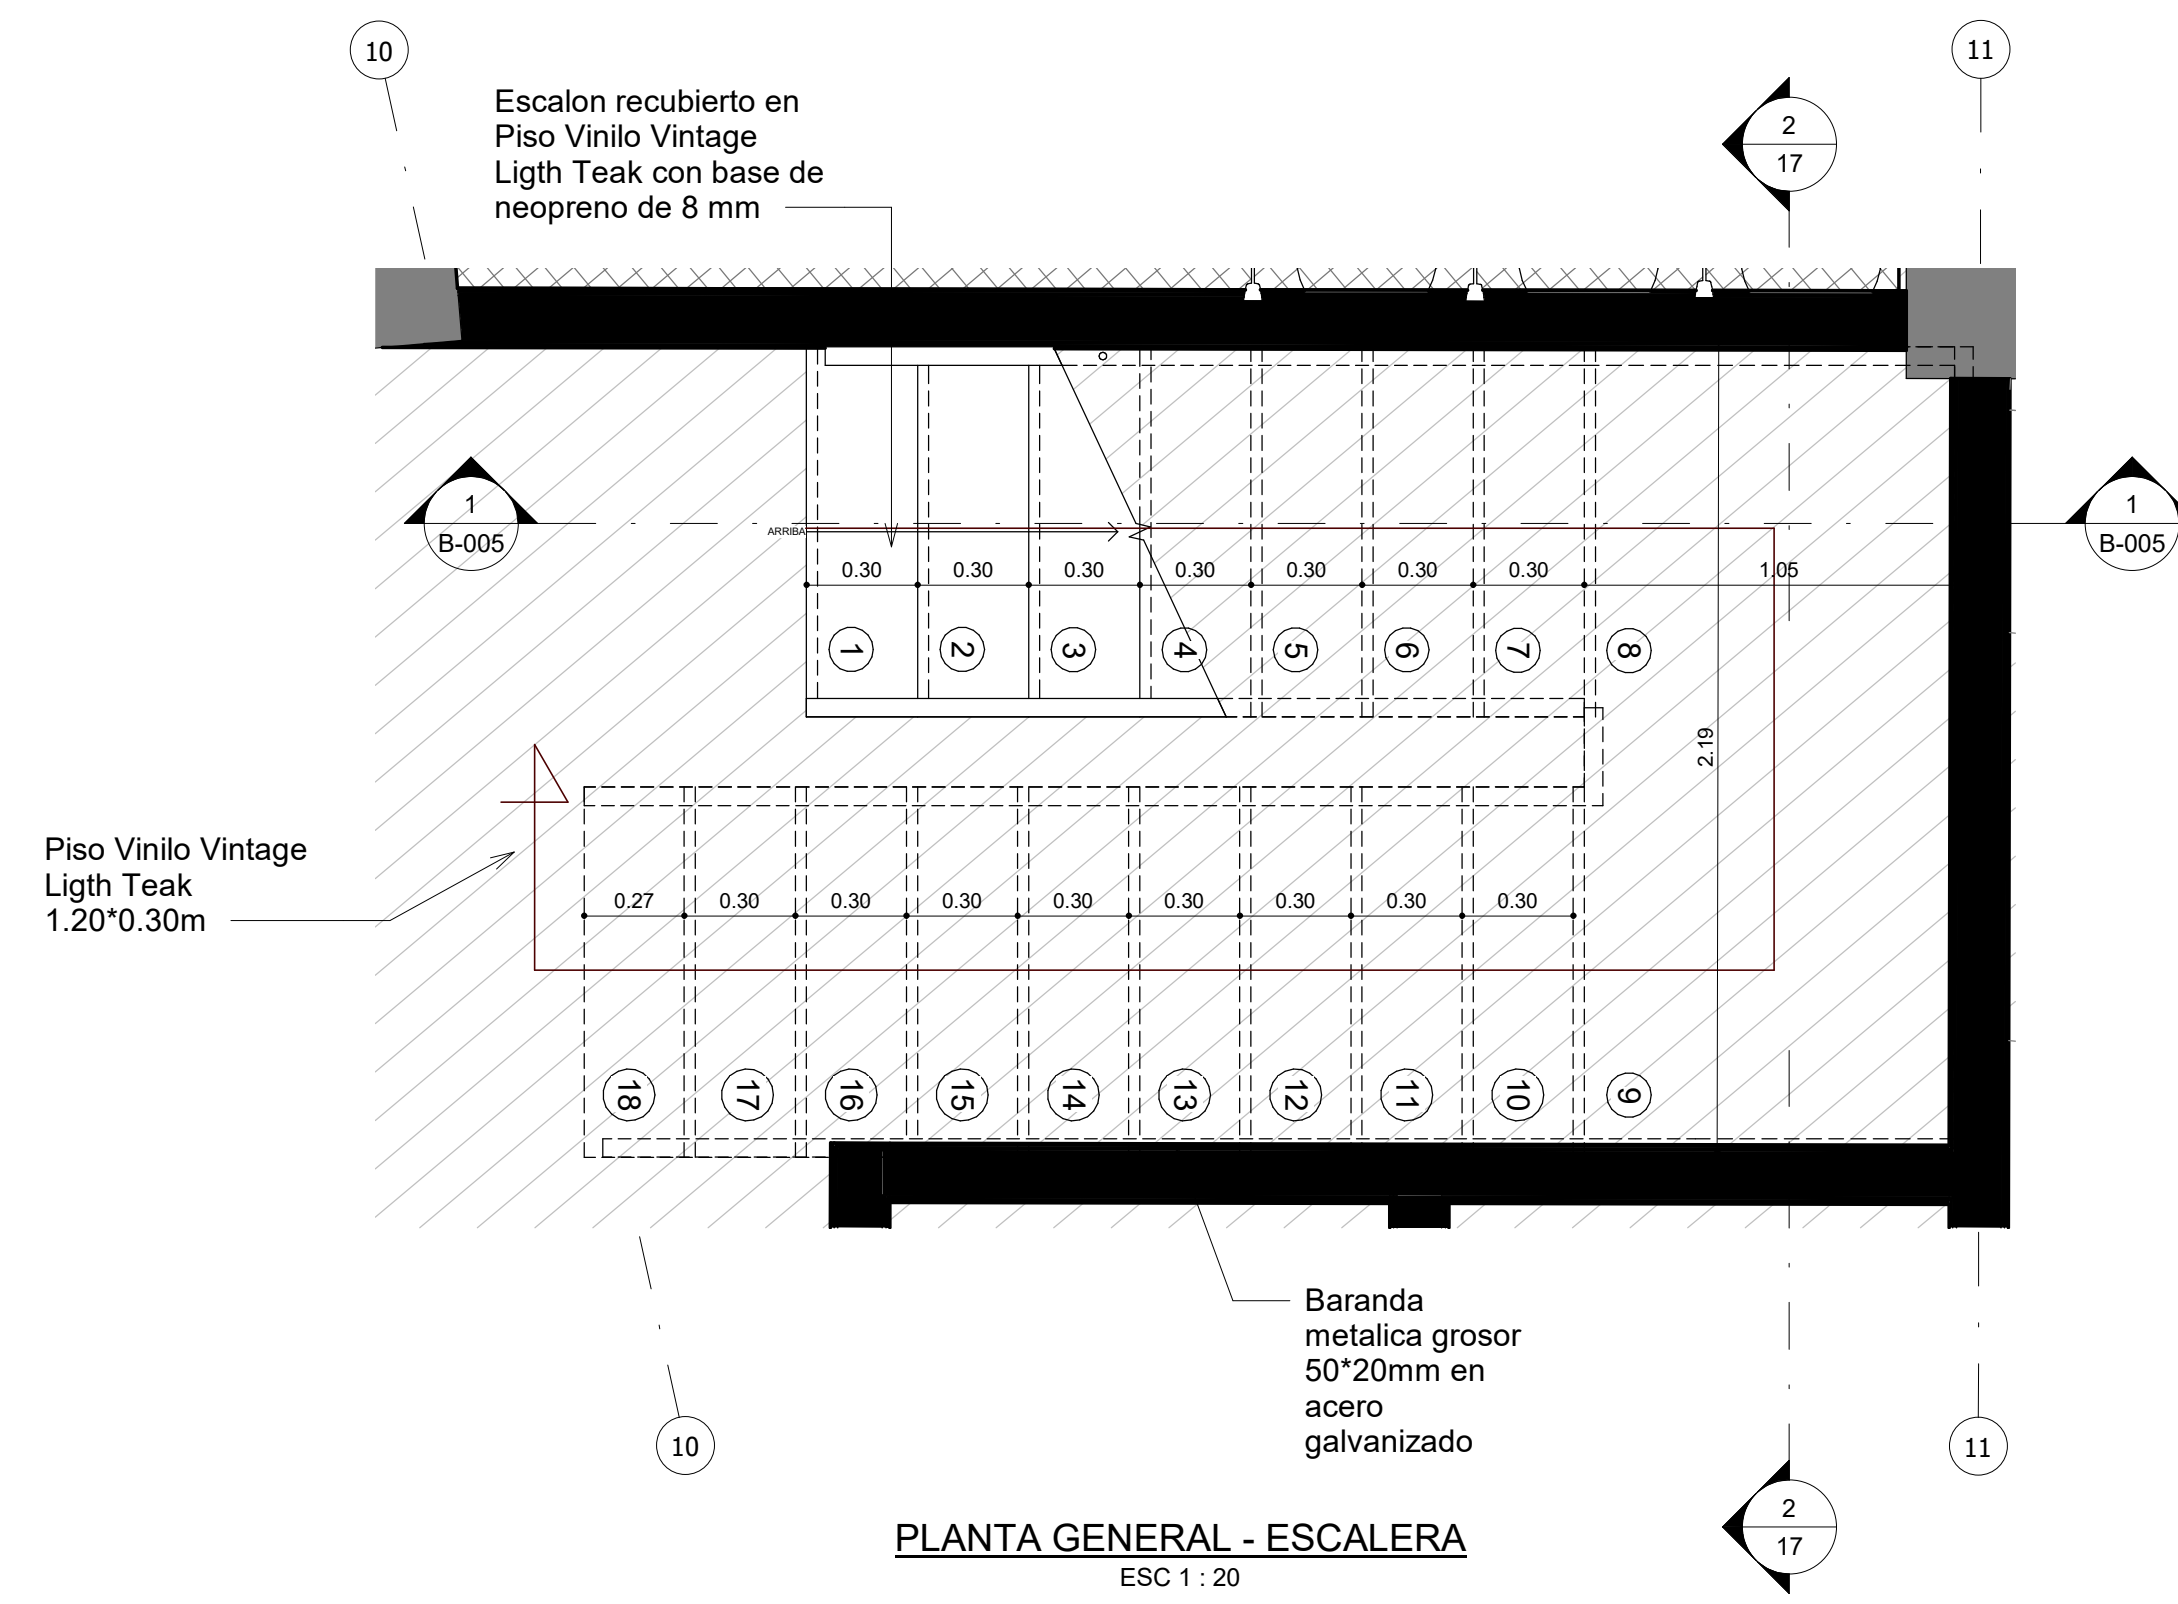 10
11
Escalon recubierto en
Piso Vinilo Vintage
Ligth Teak con base de
neopreno de 8 mm
2
17
1
B-005
1
B-005
ARRIBA
0.30
0.30
0.30
0.30
0.30
0.30
0.30
1.05
1
2
3
4
5
6
7
8
2.19
Piso Vinilo Vintage
Ligth Teak
1.20*0.30m
0.27
0.30
0.30
0.30
0.30
0.30
0.30
0.30
0.30
18
17
16
15
14
13
12
11
10
9
Baranda
metalica grosor
50*20mm en
acero
galvanizado
10
11
2
17
PLANTA GENERAL - ESCALERA
ESC 1 : 20